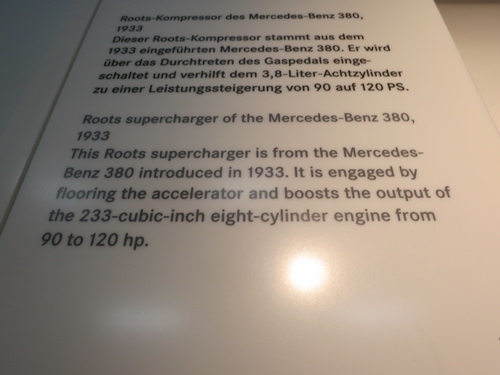 Roots-Kompressor des Mercedes-Benz 380,
1933
Dieser Roots-Kompressor stammt aus dem
1933 eingeführten Mercedes-Benz 380. Er wird
über das Durchtreten des Gaspedals einge-
schaltet und verhilft dem 3,8-Liter-Achtzylinder
zu einer Leistungssteigerung von 90 auf 120 PS.
Roots supercharger of the Mercedes-Benz 380,
1933
This Roots supercharger is from the Mercedes-
Benz 380 introduced in 1933. It is engaged by
flooring the accelerator and boosts the output of
the 233-cubic-inch eight-cylinder engine from
90 to 120 hp.